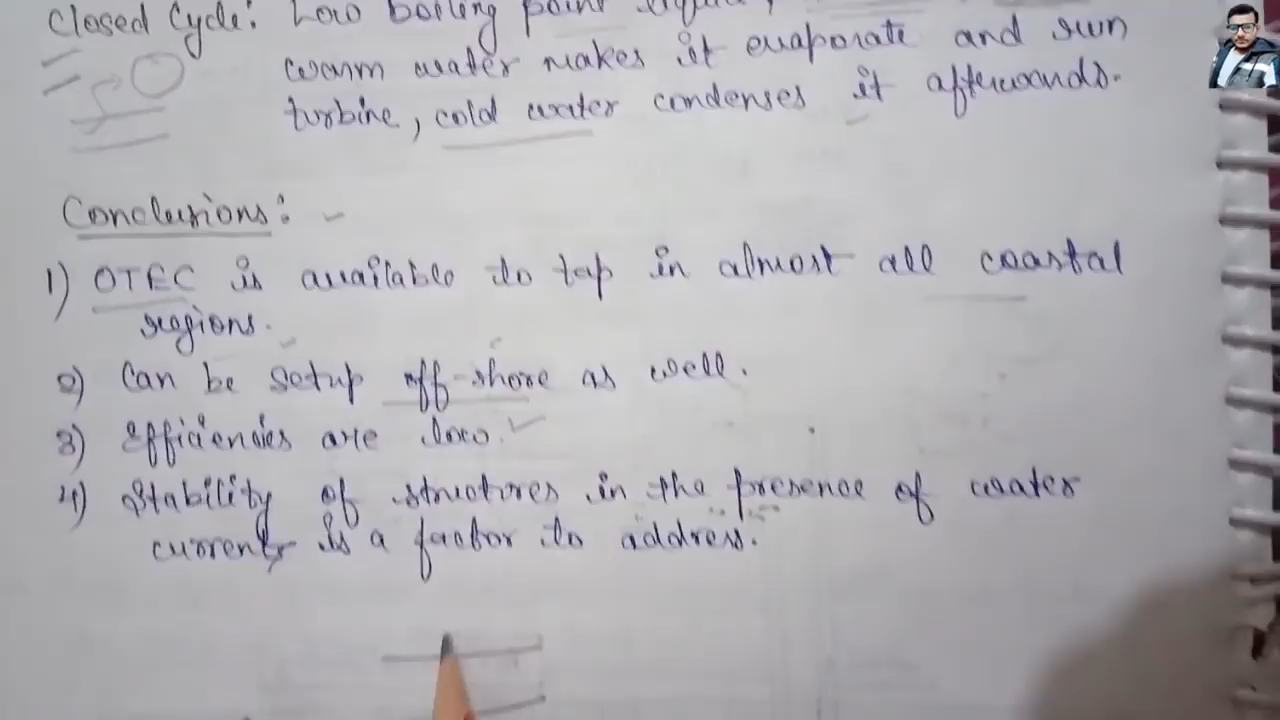 Closed Cycle: Low boiling point liquid,
warm water makes it evaporate and run
turbine, cold water condenses it afterwards.
Conclusions:
1) OTEC is available to tap in almost all coastal
regions.
2) Can be setup off-shore as well.
3) Efficiencies are low.
4) Stability of structures in the presence of water
currents is a factor to address.